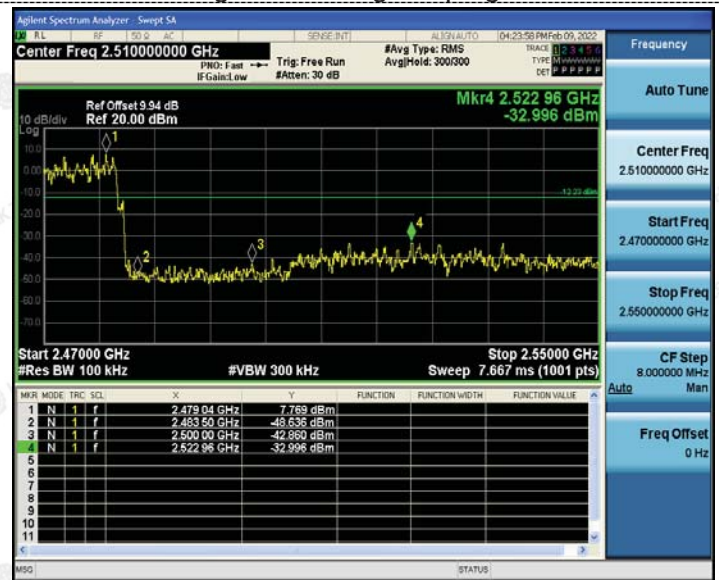 Agilent Spectrum Analyzer - Swept SA
RL RF 50 Ω AC SENSE:INT ALIGN AUTO 04:23:58 PM Feb 09, 2022
Center Freq 2.510000000 GHz #Avg Type: RMS TRACE 1 2 3 4 5 6
PNO: Fast Trig: Free Run Avg|Hold: 300/300 TYPE M
IFGain:Low #Atten: 30 dB DET P P P P P P
Mkr4 2.522 96 GHz
Ref Offset 9.94 dB
10 dB/div Ref 20.00 dBm -32.996 dBm
Log
1
10.0
0.00
-10.0
-12.23 dBm
-20.0
4
-30.0
3
-40.0
2
-50.0
-60.0
-70.0
Start 2.47000 GHz Stop 2.55000 GHz
#Res BW 100 kHz #VBW 300 kHz Sweep 7.667 ms (1001 pts)
MKR MODE TRC SCL X Y FUNCTION FUNCTION WIDTH FUNCTION VALUE
1 N 1 f 2.479 04 GHz 7.769 dBm
2 N 1 f 2.483 50 GHz -48.636 dBm
3 N 1 f 2.500 00 GHz -42.860 dBm
4 N 1 f 2.522 96 GHz -32.996 dBm
5
6
7
8
9
10
11
MSG STATUS
Frequency
Auto Tune
Center Freq
2.510000000 GHz
Start Freq
2.470000000 GHz
Stop Freq
2.550000000 GHz
CF Step
8.000000 MHz
Auto Man
Freq Offset
0 Hz